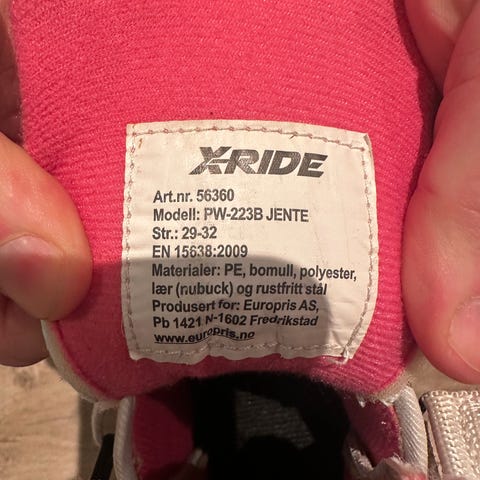 X-RIDE
Art.nr. 56360
Modell: PW-223B JENTE
Str.: 29-32
EN 15638:2009
Materialer: PE, bomull, polyester,
lær (nubuck) og rustfritt stål
Produsert for: Europris AS,
Pb 1421 N-1602 Fredrikstad
www.europris.no